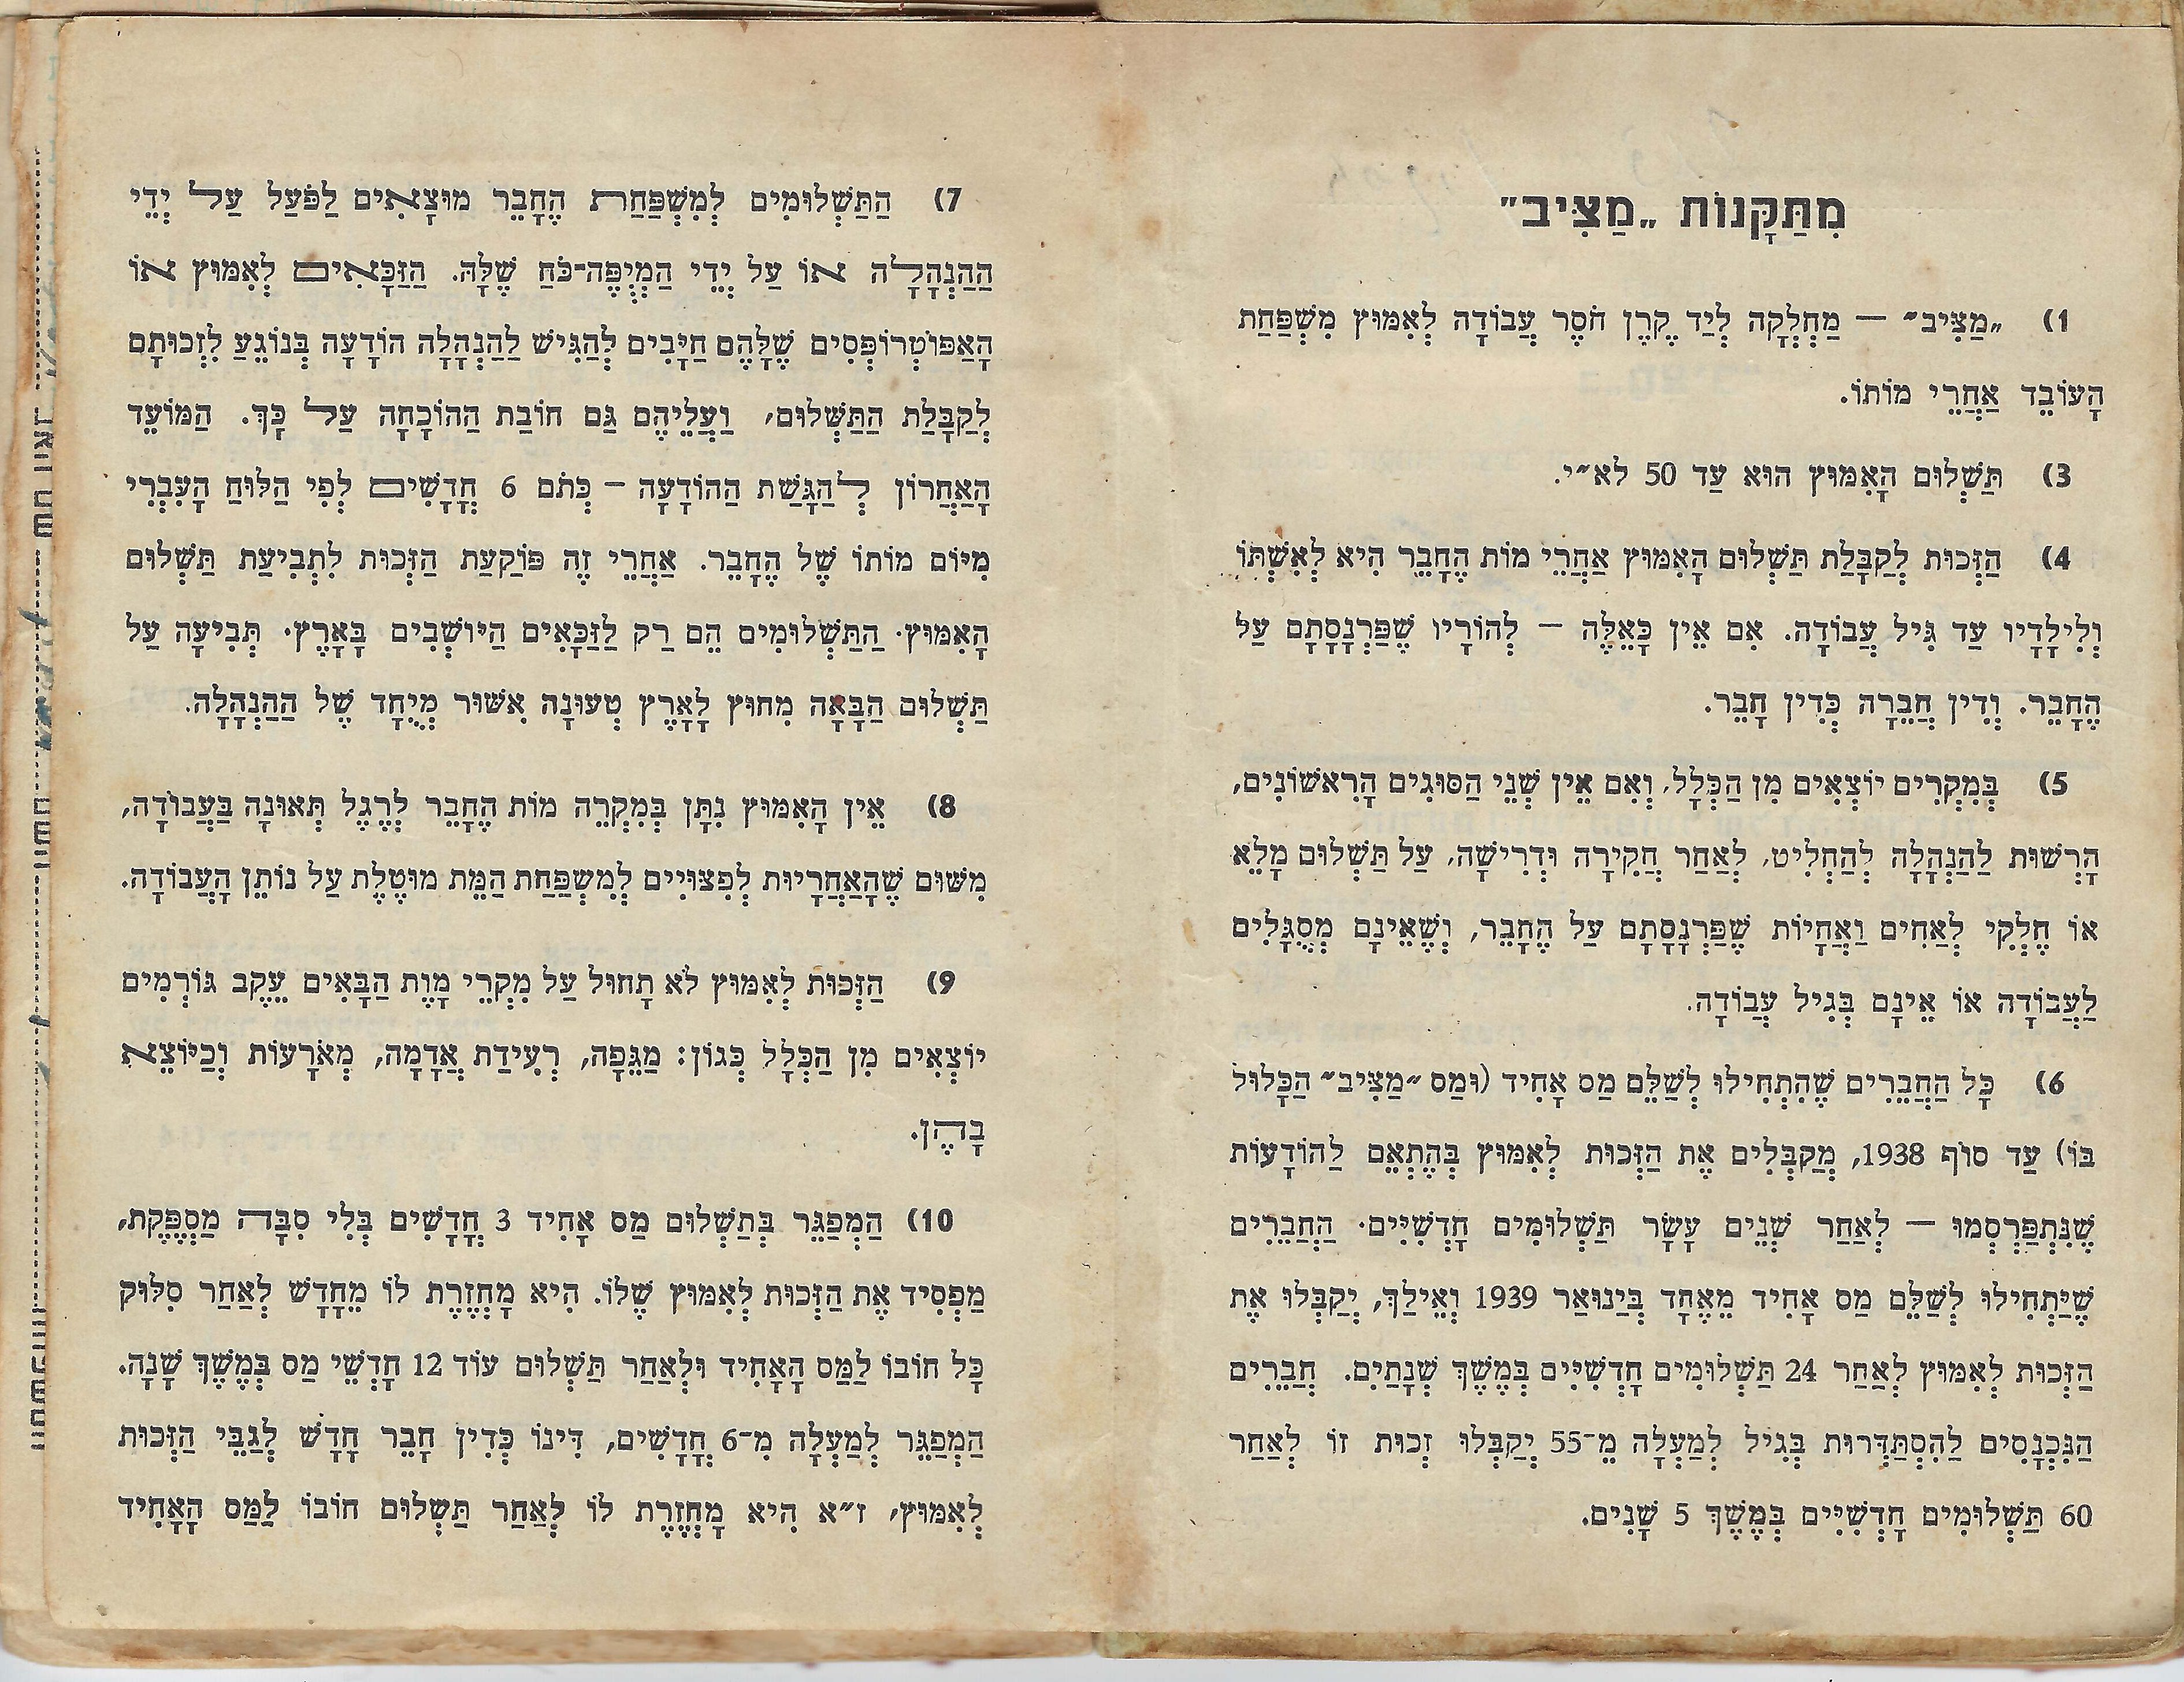 מִתַּקָּנוֹת „מַצִּיב"
1) „מַצִּיב" — מַחְלָקָה לְיַד קֶרֶן חֹסֶר עֲבוֹדָה לְאִמּוּץ מִשְׁפַּחַת
הָעוֹבֵד אַחֲרֵי מוֹתוֹ.
3) תַּשְׁלוּם הָאִמּוּץ הוּא עַד 50 לא״י.
4) הַזְּכוּת לְקַבָּלַת תַּשְׁלוּם הָאִמּוּץ אַחֲרֵי מוֹת הֶחָבֵר הִיא לְאִשְׁתּוֹ
וְלִילָדָיו עַד גִּיל עֲבוֹדָה. אִם אֵין כָּאֵלֶּה — לְהוֹרָיו שֶׁפַּרְנָסָתָם עַל
הֶחָבֵר. וְדִין חֲבֵרָה כְּדִין חָבֵר.
5) בְּמִקְרִים יוֹצְאִים מִן הַכְּלָל, וְאִם אֵין שְׁנֵי הַסּוּגִים הָרִאשׁוֹנִים,
הָרְשׁוּת לַהַנְהָלָה לְהַחְלִיט, לְאַחַר חֲקִירָה וּדְרִישָׁה, עַל תַּשְׁלוּם מָלֵא
אוֹ חֶלְקִי לְאַחִים וַאֲחָיוֹת שֶׁפַּרְנָסָתָם עַל הֶחָבֵר, וְשֶׁאֵינָם מְסֻגָּלִים
לַעֲבוֹדָה אוֹ אֵינָם בְּגִיל עֲבוֹדָה.
6) כָּל הַחֲבֵרִים שֶׁהִתְחִילוּ לְשַׁלֵּם מַס אָחִיד (וּמַס „מַצִּיב" הַכָּלוּל
בּוֹ) עַד סוֹף 1938, מְקַבְּלִים אֶת הַזְּכוּת לְאִמּוּץ בְּהֶתְאֵם לַהוֹדָעוֹת
שֶׁנִּתְפַּרְסְמוּ — לְאַחַר שְׁנֵים עָשָׂר תַּשְׁלוּמִים חָדְשִׁיִּים. הַחֲבֵרִים
שֶׁיַּתְחִילוּ לְשַׁלֵּם מַס אָחִיד מֵאֶחָד בְּיַנוּאַר 1939 וְאֵילַךְ, יְקַבְּלוּ אֶת
הַזְּכוּת לְאִמּוּץ לְאַחַר 24 תַּשְׁלוּמִים חָדְשִׁיִּים בְּמֶשֶׁךְ שְׁנָתַיִם. חֲבֵרִים
הַנִּכְנָסִים לַהִסְתַּדְּרוּת בְּגִיל לְמַעְלָה מִ־55 יְקַבְּלוּ זְכוּת זוֹ לְאַחַר
60 תַּשְׁלוּמִים חָדְשִׁיִּים בְּמֶשֶׁךְ 5 שָׁנִים.
7) הַתַּשְׁלוּמִים לְמִשְׁפַּחַת הֶחָבֵר מוּצָאִים לַפֹּעַל עַל יְדֵי
הַהַנְהָלָה אוֹ עַל יְדֵי הַמְיֻפֶּה־כֹּחַ שֶׁלָּהּ. הַזַּכָּאִים לְאִמּוּץ אוֹ
הָאַפּוֹטְרוֹפְּסִים שֶׁלָּהֶם חַיָּבִים לְהַגִּישׁ לַהַנְהָלָה הוֹדָעָה בְּנוֹגֵעַ לִזְכוּתָם
לְקַבָּלַת הַתַּשְׁלוּם, וַעֲלֵיהֶם גַּם חוֹבַת הַהוֹכָחָה עַל כָּךְ. הַמּוֹעֵד
הָאַחֲרוֹן לְהַגָּשַׁת הַהוֹדָעָה — כְּתֹם 6 חֳדָשִׁים לְפִי הַלּוּחַ הָעִבְרִי
מִיּוֹם מוֹתוֹ שֶׁל הֶחָבֵר. אַחֲרֵי זֶה פּוֹקַעַת הַזְּכוּת לִתְבִיעַת תַּשְׁלוּם
הָאִמּוּץ. הַתַּשְׁלוּמִים הֵם רַק לַזַּכָּאִים הַיּוֹשְׁבִים בָּאָרֶץ. תְּבִיעָה עַל
תַּשְׁלוּם הַבָּאָה מִחוּץ לָאָרֶץ טְעוּנָה אִשּׁוּר מְיֻחָד שֶׁל הַהַנְהָלָה.
8) אֵין הָאִמּוּץ נִתָּן בְּמִקְרֵה מוֹת הֶחָבֵר לְרֶגֶל תְּאוּנָה בַּעֲבוֹדָה,
מִשּׁוּם שֶׁהָאַחֲרָיוּת לְפִצּוּיִים לְמִשְׁפַּחַת הַמֵּת מוּטֶלֶת עַל נוֹתֵן הָעֲבוֹדָה.
9) הַזְּכוּת לְאִמּוּץ לֹא תָחוּל עַל מִקְרֵי מָוֶת הַבָּאִים עֵקֶב גּוֹרְמִים
יוֹצְאִים מִן הַכְּלָל כְּגוֹן: מַגֵּפָה, רְעִידַת אֲדָמָה, מְאֹרָעוֹת וְכַיּוֹצֵא
בָּהֶן.
10) הַמְפַגֵּר בְּתַשְׁלוּם מַס אָחִיד 3 חֳדָשִׁים בְּלִי סִבָּה מַסְפֶּקֶת,
מַפְסִיד אֶת הַזְּכוּת לְאִמּוּץ שֶׁלּוֹ. הִיא מָחְזֶרֶת לוֹ מֵחָדָשׁ לְאַחַר סִלּוּק
כָּל חוֹבוֹ לַמַּס הָאָחִיד וּלְאַחַר תַּשְׁלוּם עוֹד 12 חָדְשֵׁי מַס בְּמֶשֶׁךְ שָׁנָה.
הַמְפַגֵּר לְמַעְלָה מִ־6 חֳדָשִׁים, דִּינוֹ כְּדִין חָבֵר חָדָשׁ לְגַבֵּי הַזְּכוּת
לְאִמּוּץ, ז״א הִיא מָחְזֶרֶת לוֹ לְאַחַר תַּשְׁלוּם חוֹבוֹ לַמַּס הָאָחִיד